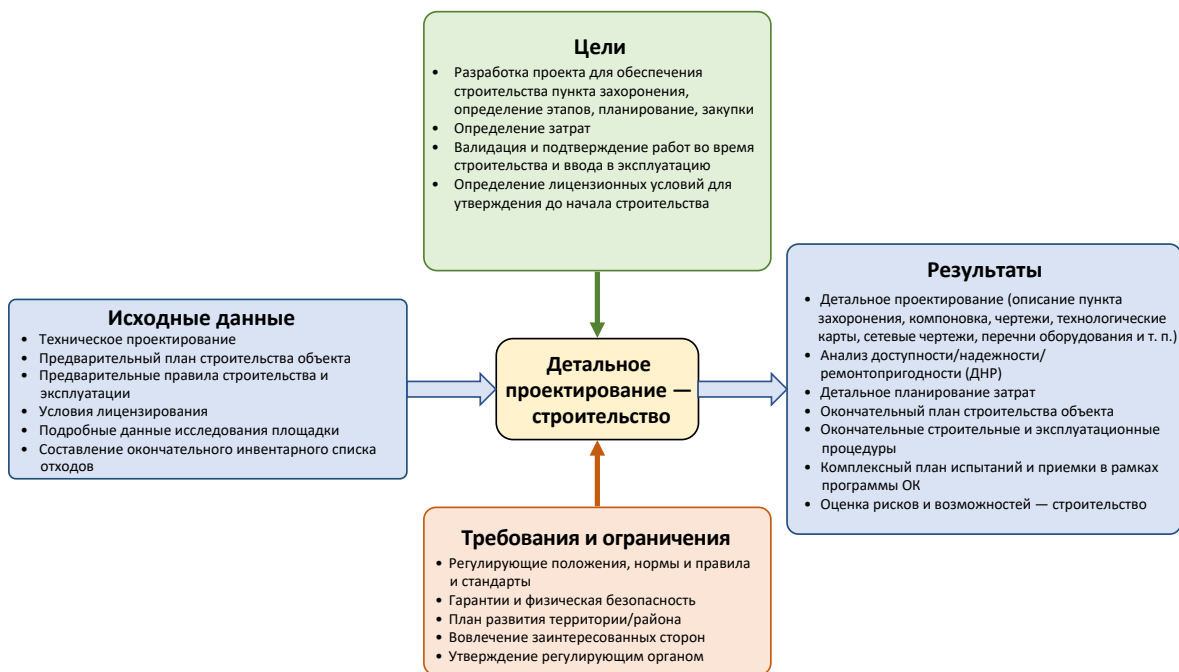 Цели
• Разработка проекта для обеспечения
строительства пункта захоронения,
определение этапов, планирование, закупки
• Определение затрат
• Валидация и подтверждение работ во время
строительства и ввода в эксплуатацию
• Определение лицензионных условий для
утверждения до начала строительства
Исходные данные
• Техническое проектирование
• Предварительный план строительства объекта
• Предварительные правила строительства и
эксплуатации
• Условия лицензирования
• Подробные данные исследования площадки
• Составление окончательного инвентарного списка
отходов
Детальное
проектирование —
строительство
Результаты
• Детальное проектирование (описание пункта
захоронения, компоновка, чертежи, технологические
карты, сетевые чертежи, перечни оборудования и т. п.)
• Анализ доступности/надежности/
ремонтопригодности (ДНР)
• Детальное планирование затрат
• Окончательный план строительства объекта
• Окончательные строительные и эксплуатационные
процедуры
• Комплексный план испытаний и приемки в рамках
программы ОК
• Оценка рисков и возможностей — строительство
Требования и ограничения
• Регулирующие положения, нормы и правила
и стандарты
• Гарантии и физическая безопасность
• План развития территории/района
• Вовлечение заинтересованных сторон
• Утверждение регулирующим органом